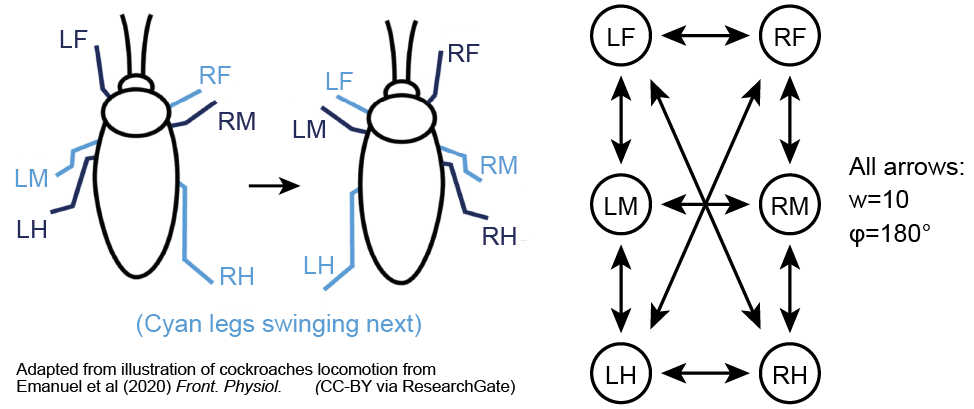 LF
RF
RM
LM
LH
RH
LF
RF
LM
RM
RH
LH
(Cyan legs swinging next)
Adapted from illustration of cockroaches locomotion from
Emanuel et al (2020) Front. Physiol. (CC-BY via ResearchGate)
LF RF
LM RM
LH RH
All arrows:
w=10
φ=180°